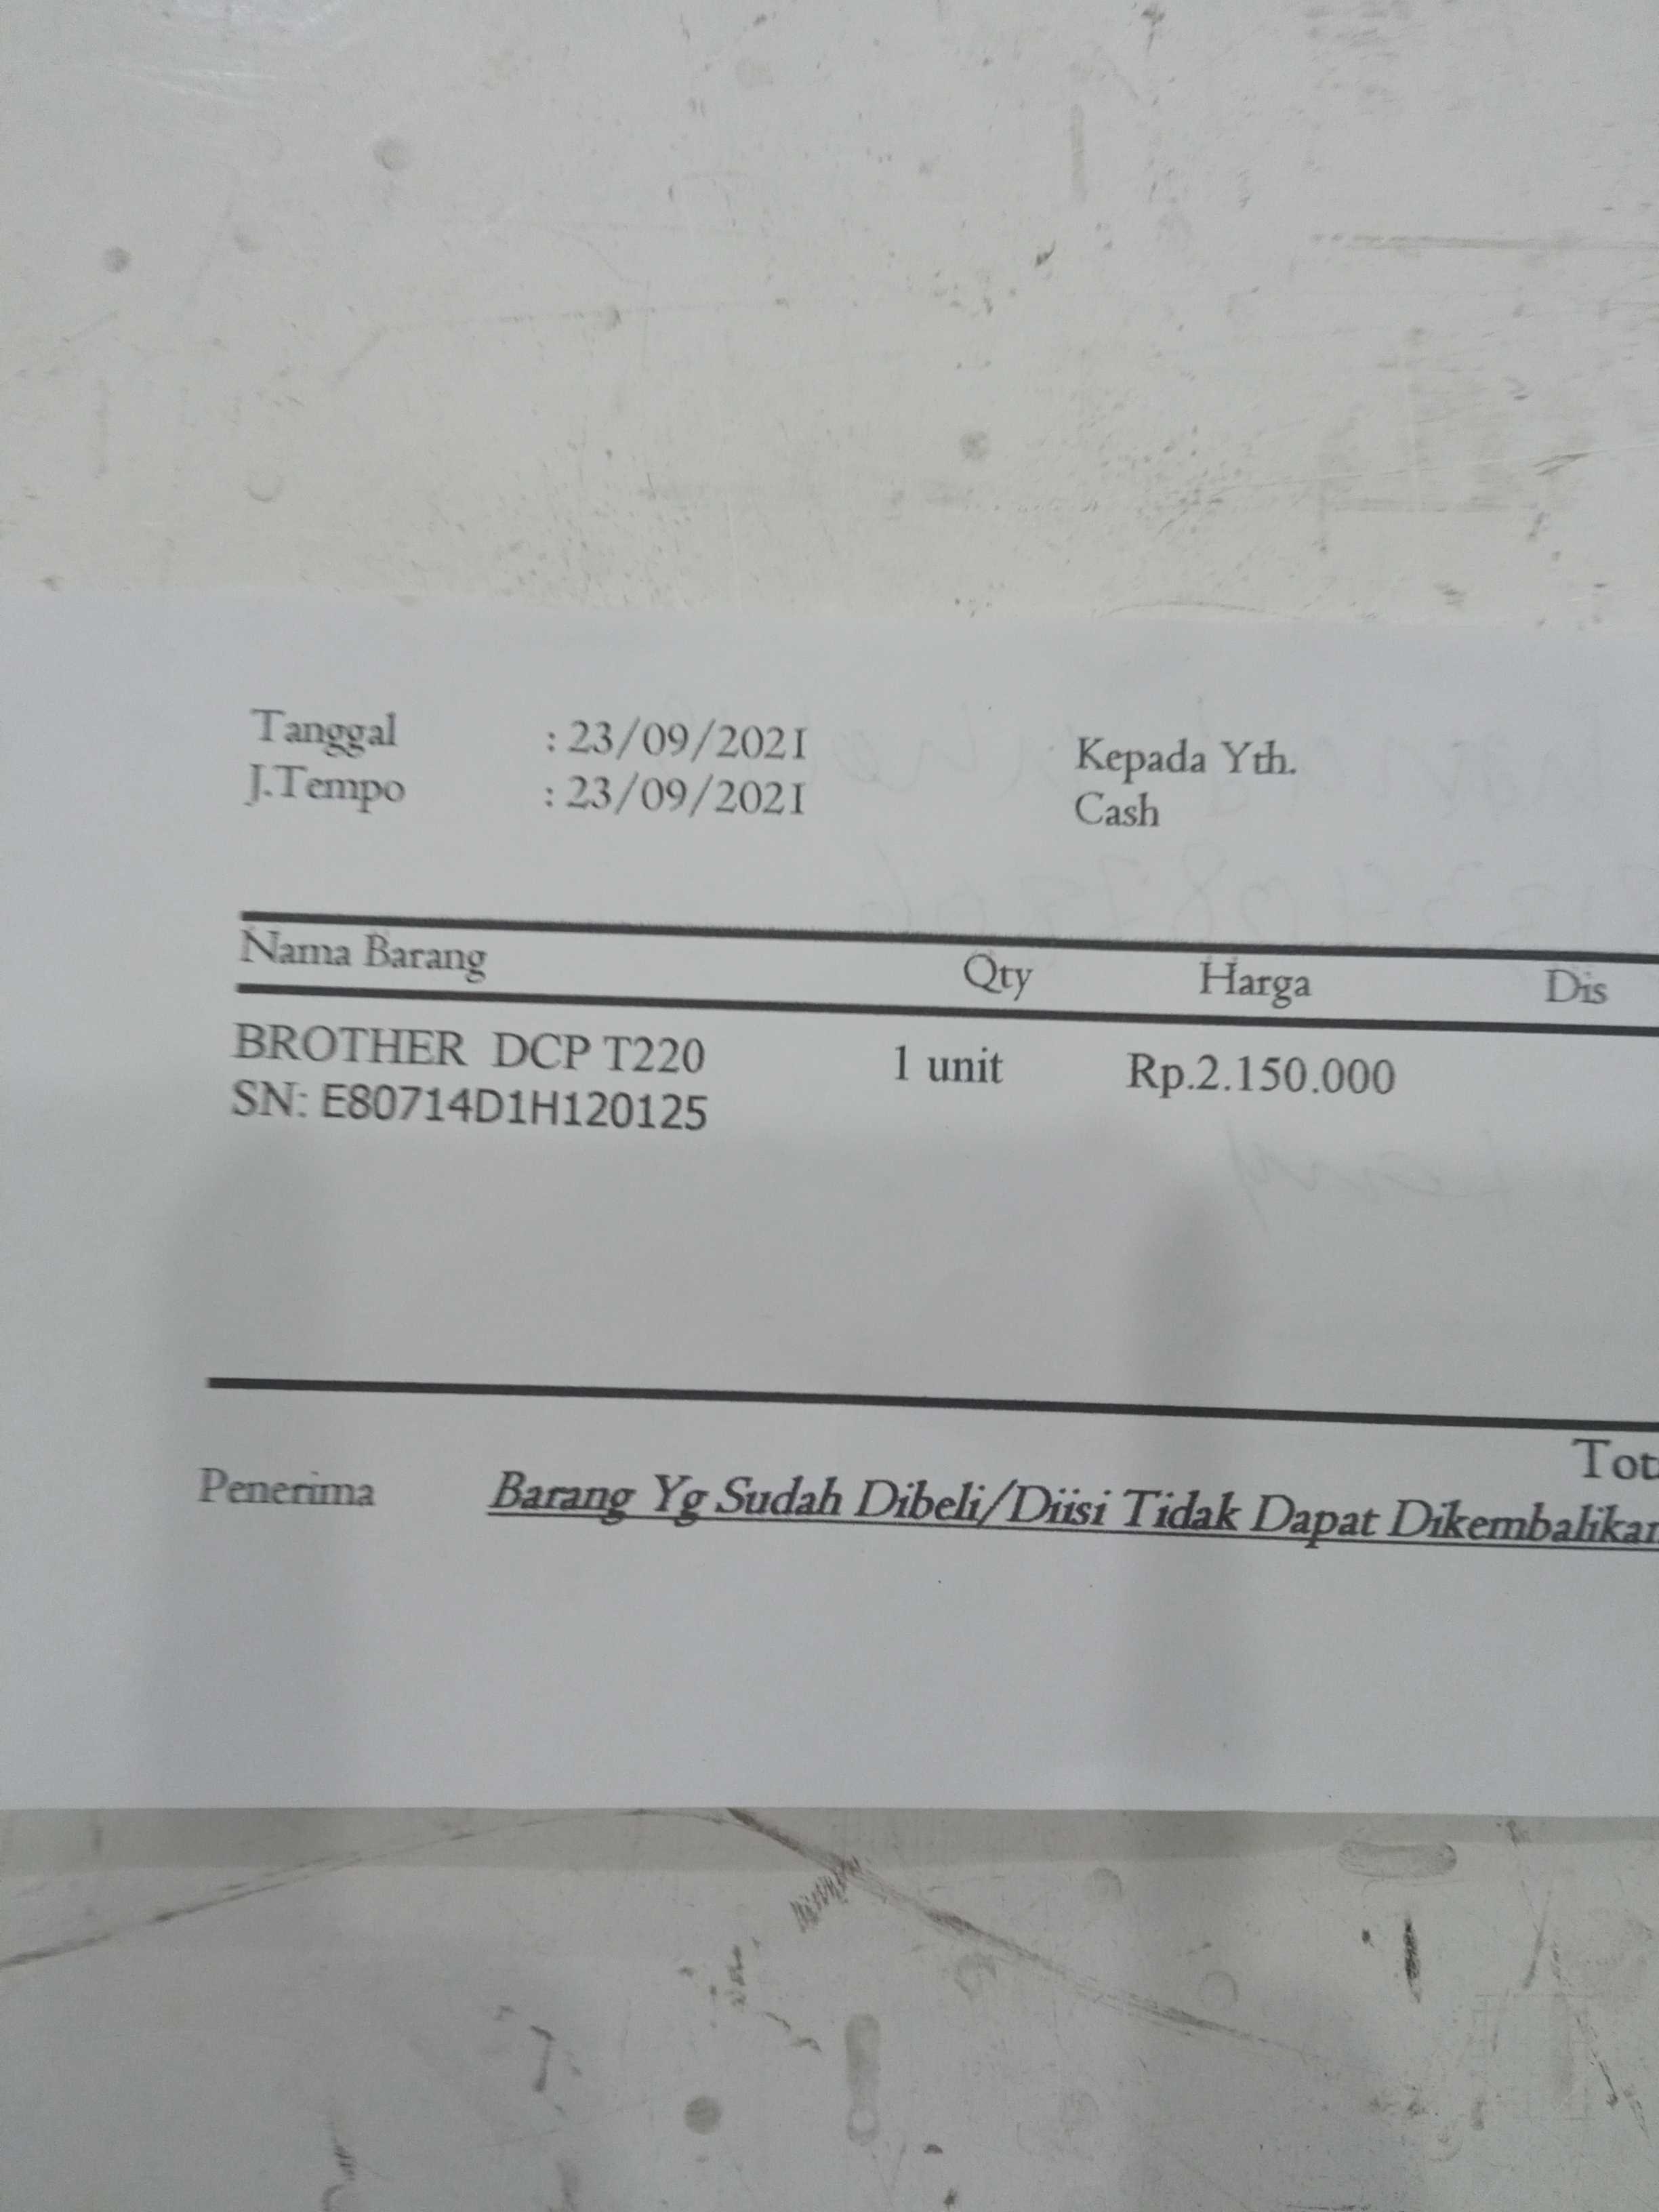 Tanggal : 23/09/2021
J.Tempo : 23/09/2021
Kepada Yth.
Cash
Nama Barang Qty Harga Dis
BROTHER DCP T220 1 unit Rp.2.150.000
SN: E80714D1H120125
Tot
Penerima Barang Yg Sudah Dibeli/Diisi Tidak Dapat Dikembalikan